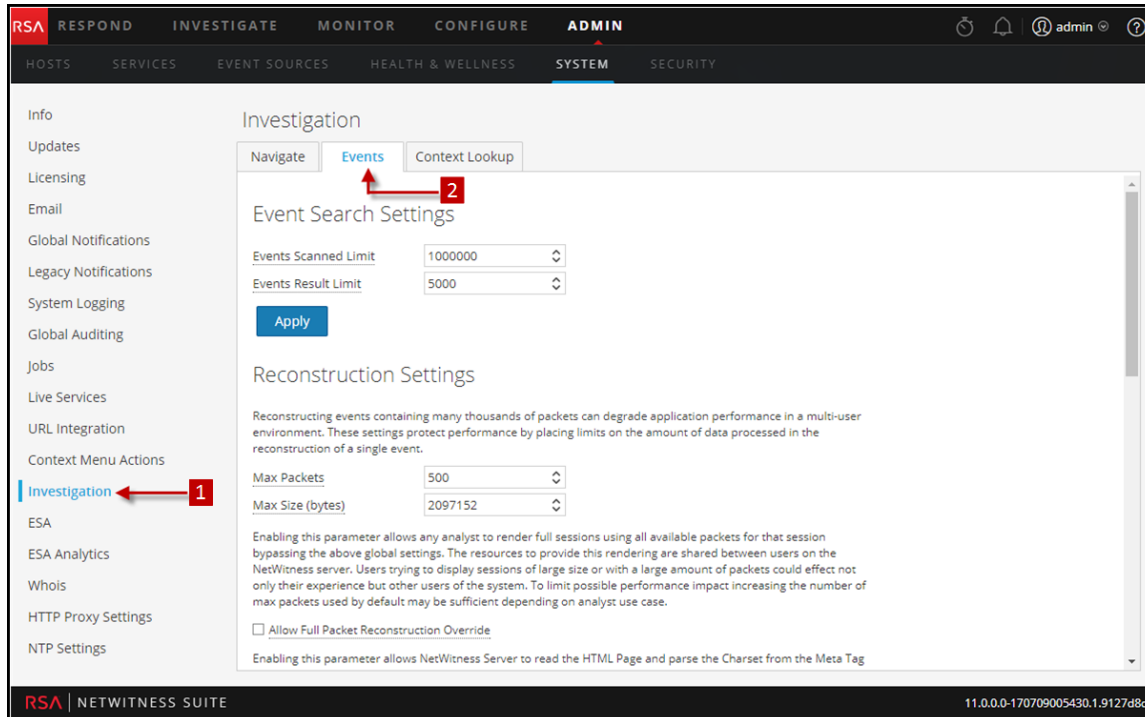 RSA RESPOND INVESTIGATE MONITOR CONFIGURE ADMIN admin
HOSTS SERVICES EVENT SOURCES HEALTH & WELLNESS SYSTEM SECURITY
Info
Updates
Licensing
Email
Global Notifications
Legacy Notifications
System Logging
Global Auditing
Jobs
Live Services
URL Integration
Context Menu Actions
Investigation
1
ESA
ESA Analytics
Whois
HTTP Proxy Settings
NTP Settings
Investigation
Navigate Events Context Lookup
2
Event Search Settings
Events Scanned Limit 1000000
Events Result Limit 5000
Apply
Reconstruction Settings
Reconstructing events containing many thousands of packets can degrade application performance in a multi-user
environment. These settings protect performance by placing limits on the amount of data processed in the
reconstruction of a single event.
Max Packets 500
Max Size (bytes) 2097152
Enabling this parameter allows any analyst to render full sessions using all available packets for that session
bypassing the above global settings. The resources to provide this rendering are shared between users on the
NetWitness server. Users trying to display sessions of large size or with a large amount of packets could effect not
only their experience but other users of the system. To limit possible performance impact increasing the number of
max packets used by default may be sufficient depending on analyst use case.
Allow Full Packet Reconstruction Override
Enabling this parameter allows NetWitness Server to read the HTML Page and parse the Charset from the Meta Tag
RSA NETWITNESS SUITE
11.0.0.0-170709005430.1.9127d8